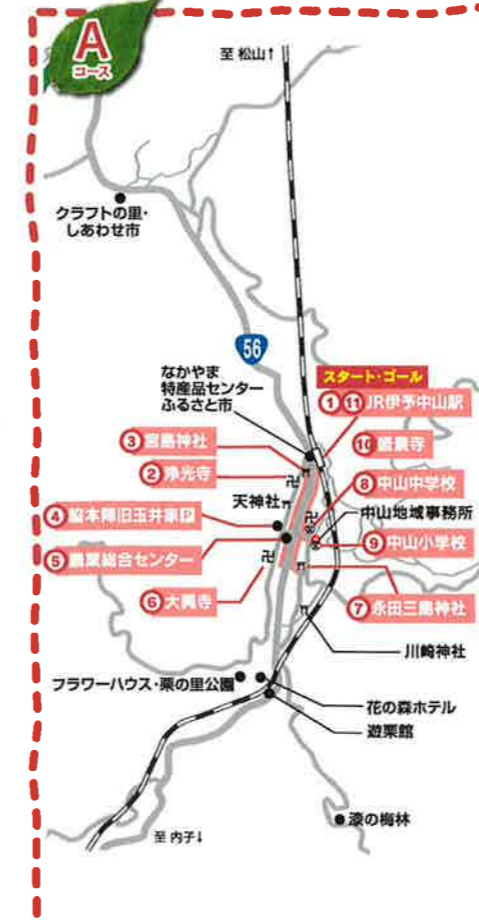 A
コース
至 松山↑
クラフトの里・
しあわせ市
56
なかやま
特産品センター
ふるさと市
スタート・ゴール
①⑪JR伊予中山駅
③宮島神社
⑩盛景寺
②浄光寺
⑧中山中学校
天神社
中山地域事務所
④脇本陣旧玉井家P
⑨中山小学校
⑤農業総合センター
⑥大興寺
⑦永田三島神社
川崎神社
フラワーハウス・栗の里公園
花の森ホテル
遊栗館
漆の梅林
至 内子↓